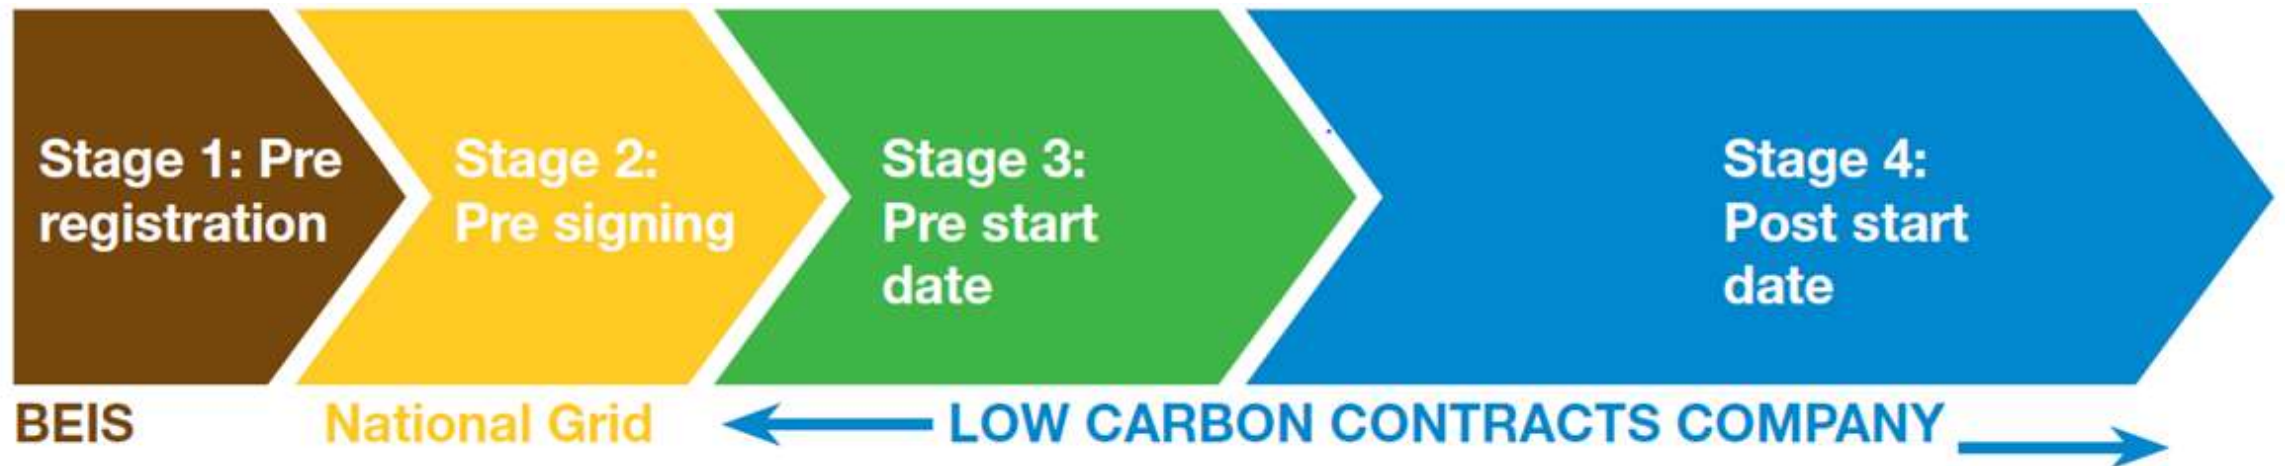 Stage 1: Pre
registration
Stage 2:
Pre signing
Stage 3:
Pre start
date
Stage 4:
Post start
date
BEIS
National Grid
LOW CARBON CONTRACTS COMPANY